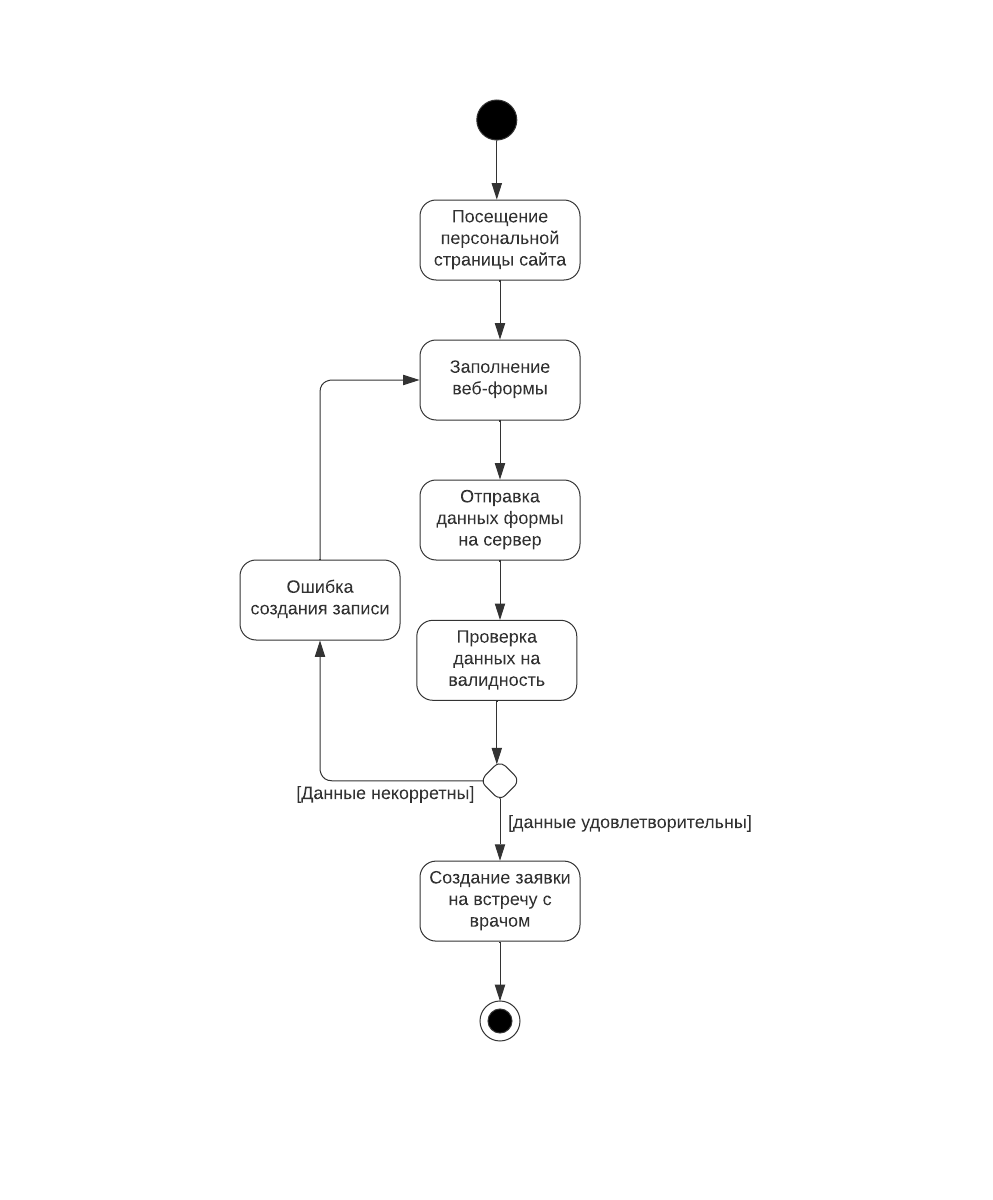 Посещение
персональной
страницы сайта
Заполнение
веб-формы
Отправка
данных формы
на сервер
Ошибка
создания записи
Проверка
данных на
валидность
[Данные некорретны]
[данные удовлетворительны]
Создание заявки
на встречу с
врачом